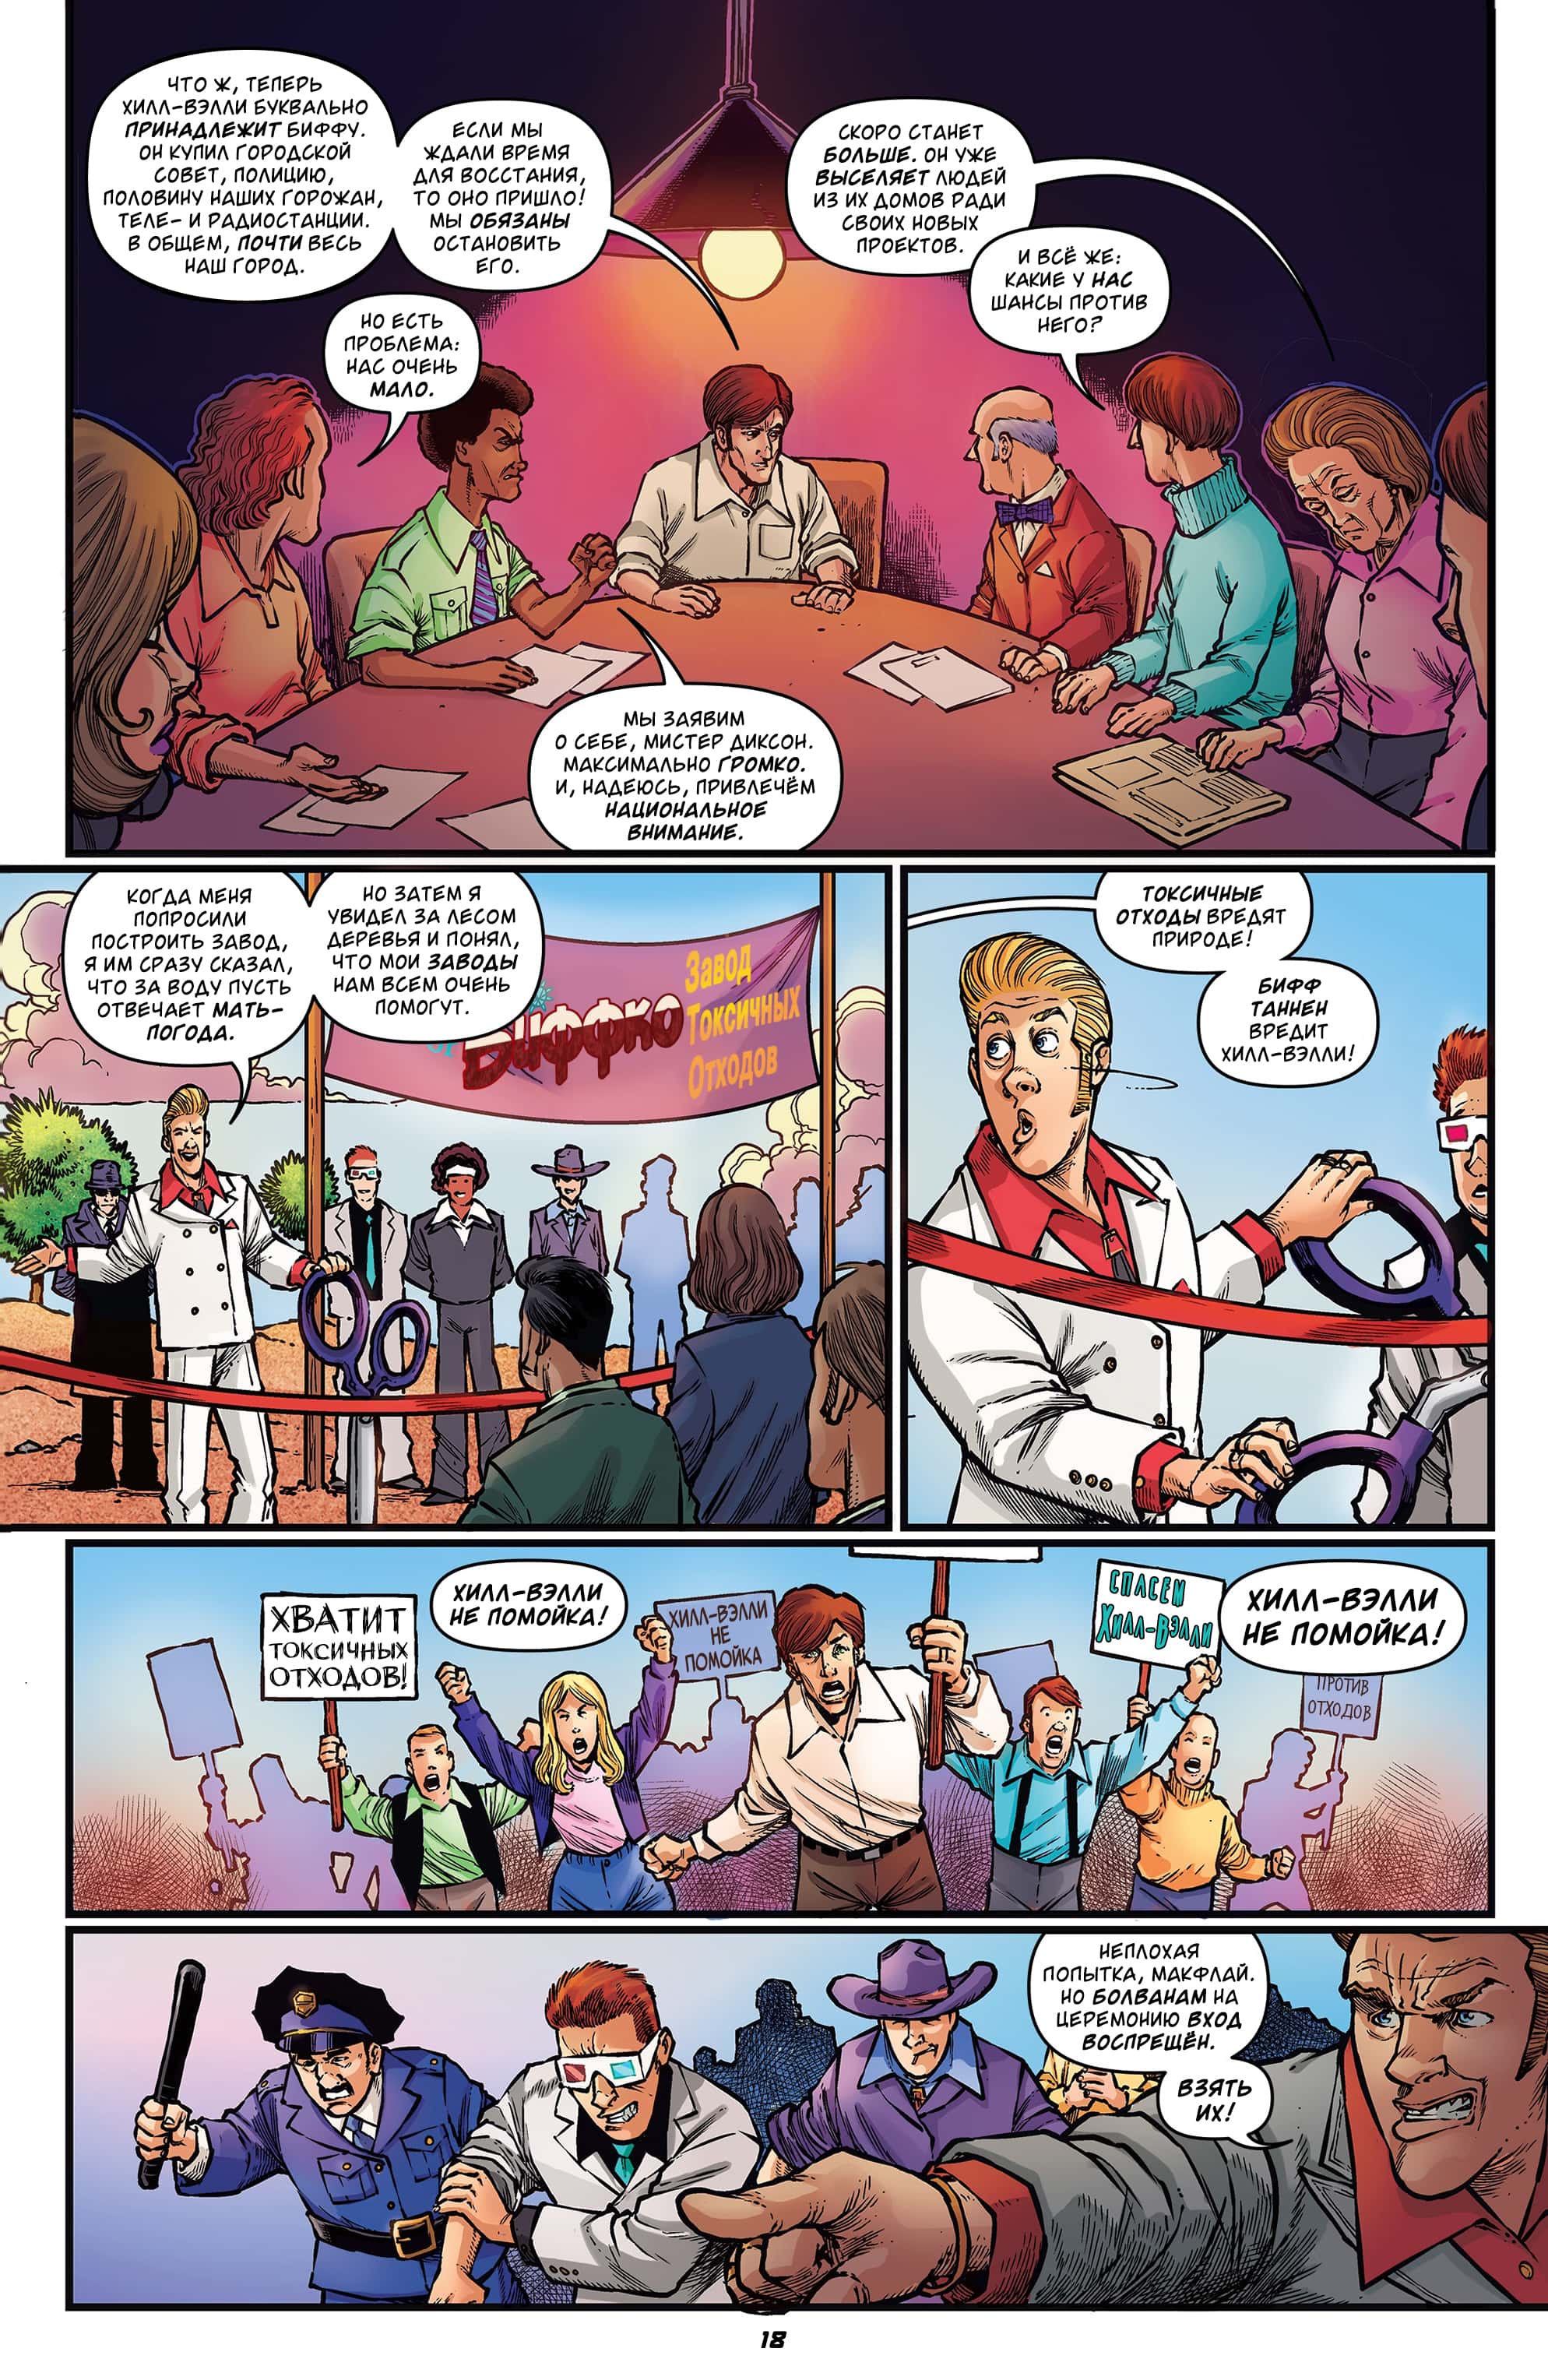 ЧТО Ж, ТЕПЕРЬ
ХИЛЛ-ВЭЛЛИ БУКВАЛЬНО
ПРИНАДЛЕЖИТ БИФФУ.
ОН КУПИЛ ГОРОДСКОЙ
СОВЕТ, ПОЛИЦИЮ,
ПОЛОВИНУ НАШИХ ГОРОЖАН,
ТЕЛЕ- И РАДИОСТАНЦИИ.
В ОБЩЕМ, ПОЧТИ ВЕСЬ
НАШ ГОРОД.
ЕСЛИ МЫ
ЖДАЛИ ВРЕМЯ
ДЛЯ ВОССТАНИЯ,
ТО ОНО ПРИШЛО!
МЫ ОБЯЗАНЫ
ОСТАНОВИТЬ
ЕГО.
НО ЕСТЬ
ПРОБЛЕМА:
НАС ОЧЕНЬ
МАЛО.
СКОРО СТАНЕТ
БОЛЬШЕ. ОН УЖЕ
ВЫСЕЛЯЕТ ЛЮДЕЙ
ИЗ ИХ ДОМОВ РАДИ
СВОИХ НОВЫХ
ПРОЕКТОВ.
И ВСЁ ЖЕ:
КАКИЕ У НАС
ШАНСЫ ПРОТИВ
НЕГО?
МЫ ЗАЯВИМ
О СЕБЕ, МИСТЕР ДИКСОН.
МАКСИМАЛЬНО ГРОМКО.
И, НАДЕЮСЬ, ПРИВЛЕЧЁМ
НАЦИОНАЛЬНОЕ
ВНИМАНИЕ.
КОГДА МЕНЯ
ПОПРОСИЛИ
ПОСТРОИТЬ ЗАВОД,
Я ИМ СРАЗУ СКАЗАЛ,
ЧТО ЗА ВОДУ ПУСТЬ
ОТВЕЧАЕТ МАТЬ-
ПОГОДА.
НО ЗАТЕМ Я
УВИДЕЛ ЗА ЛЕСОМ
ДЕРЕВЬЯ И ПОНЯЛ,
ЧТО МОИ ЗАВОДЫ
НАМ ВСЕМ ОЧЕНЬ
ПОМОГУТ.
Биффко
Завод
Токсичных
Отходов
ТОКСИЧНЫЕ
ОТХОДЫ ВРЕДЯТ
ПРИРОДЕ!
БИФФ
ТАННЕН
ВРЕДИТ
ХИЛЛ-ВЭЛЛИ!
ХВАТИТ
ТОКСИЧНЫХ
ОТХОДОВ!
ХИЛЛ-ВЭЛЛИ
НЕ ПОМОЙКА!
ХИЛЛ-ВЭЛЛИ
НЕ
ПОМОЙКА
СПАСЕМ
ХИЛЛ-ВЭЛЛИ
ХИЛЛ-ВЭЛЛИ
НЕ ПОМОЙКА!
ПРОТИВ
ОТХОДОВ
НЕПЛОХАЯ
ПОПЫТКА, МАКФЛАЙ.
НО БОЛВАНАМ НА
ЦЕРЕМОНИЮ ВХОД
ВОСПРЕЩЁН.
ВЗЯТЬ
ИХ!
18